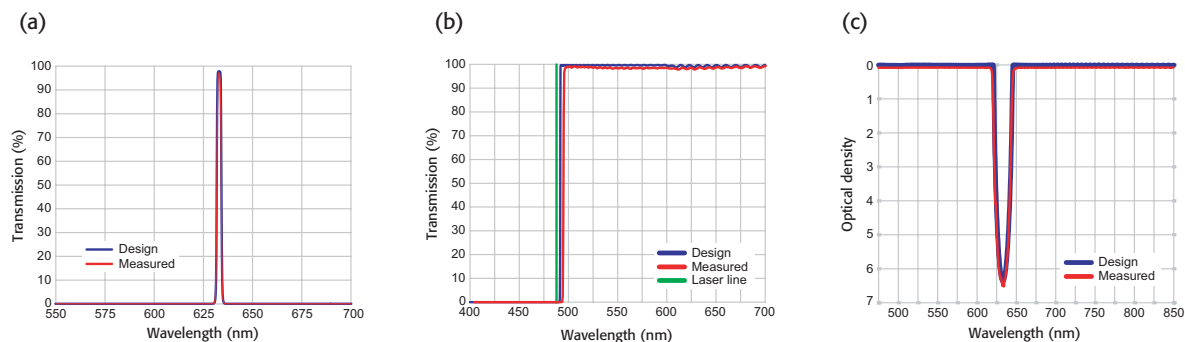 (a)
Transmission (%)
100
90
80
70
60
50
40
30
20
10
0
Design
Measured
550 575 600 625 650 675 700
Wavelength (nm)
(b)
Transmission (%)
100
90
80
70
60
50
40
30
20
10
0
Design
Measured
Laser line
400 450 500 550 600 650 700
Wavelength (nm)
(c)
Optical density
0
1
2
3
4
5
6
7
Design
Measured
500 550 600 650 700 750 800 850
Wavelength (nm)